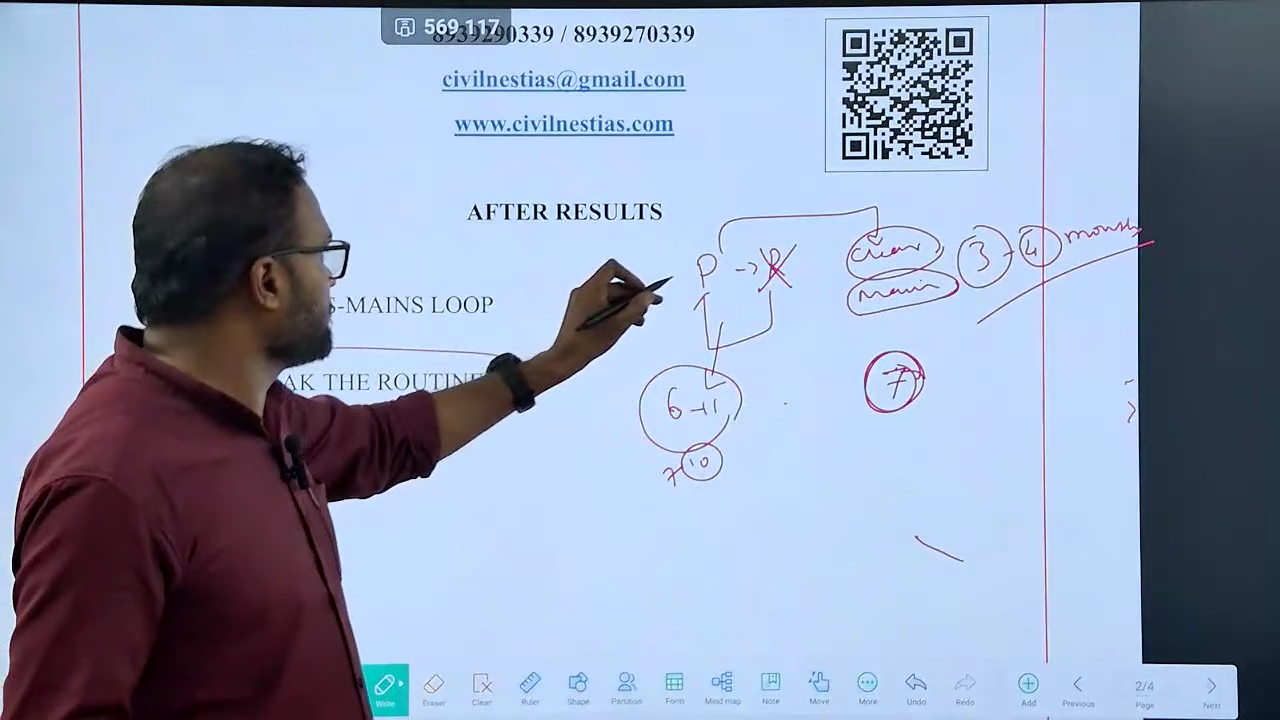 569,117
8939290339 / 8939270339
civilnestias@gmail.com
www.civilnestias.com
AFTER RESULTS
P → P
clear
main
3 - 4 months
S-MAINS LOOP
AK THE ROUTINE
6 - 11
7
10
Write
Eraser
Clear
Ruler
Shape
Partition
Form
Mind map
Note
Move
More
Undo
Redo
Add
Previous
2/4
Page
Next